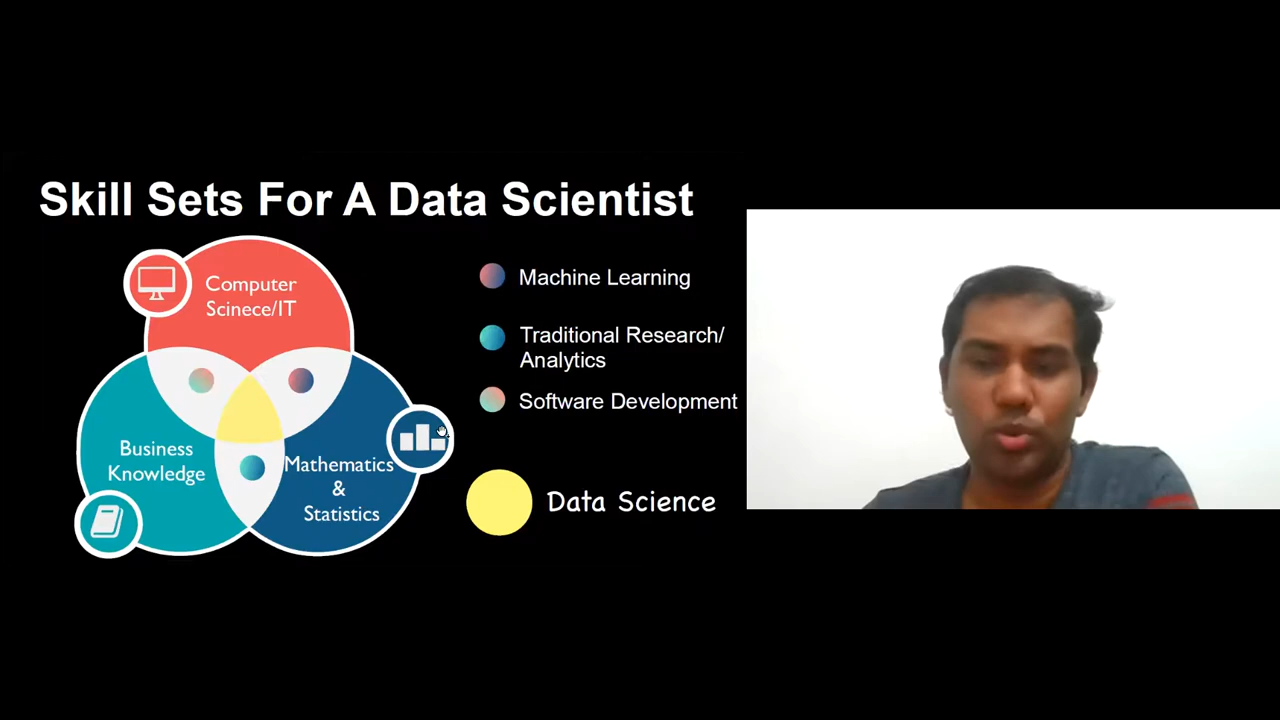 Skill Sets For A Data Scientist
Computer
Scinece/IT
Business
Knowledge
Mathematics
&
Statistics
Machine Learning
Traditional Research/
Analytics
Software Development
Data Science